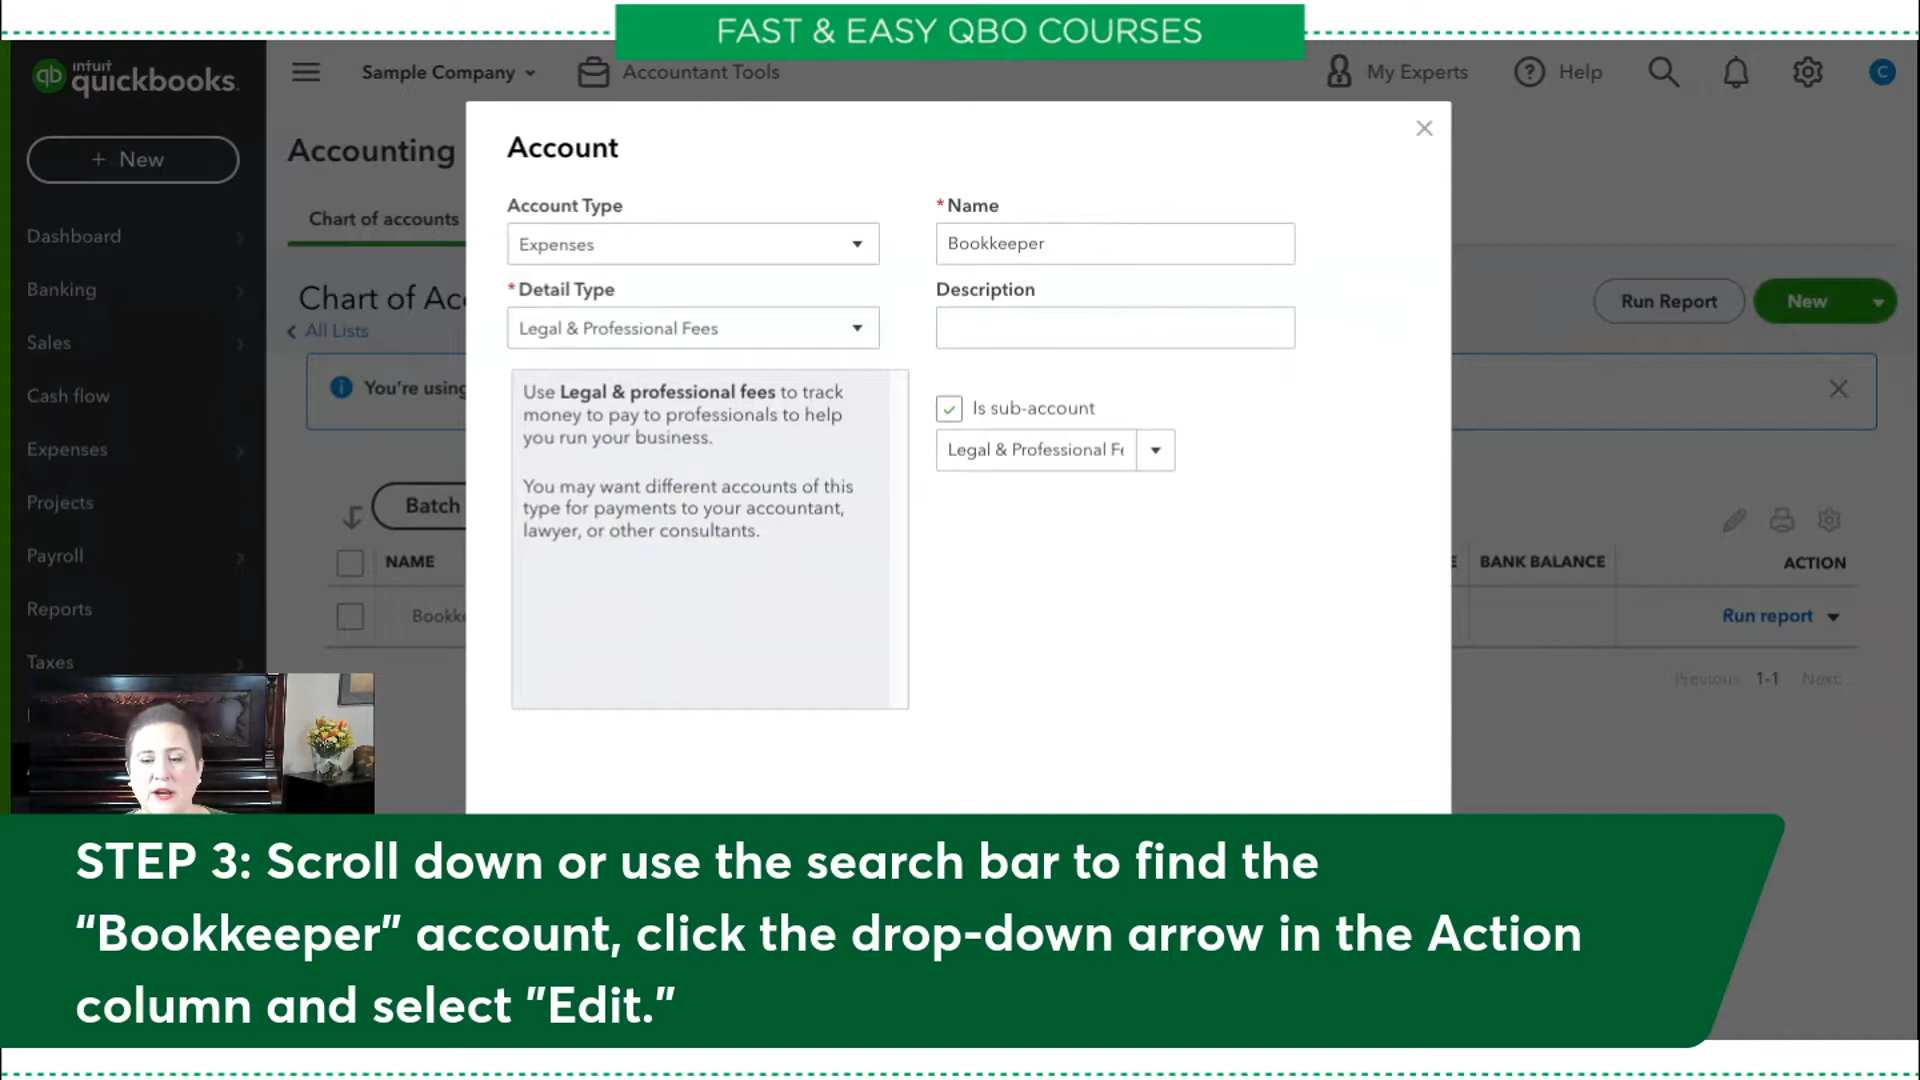 FAST & EASY QBO COURSES
intuit
qb quickbooks.
Sample Company
Accountant Tools
My Experts
Help
C
+ New
Dashboard
Banking
Sales
Cash flow
Expenses
Projects
Payroll
Reports
Taxes
Accounting
Chart of accounts
Chart of Acc
All Lists
Run Report
New
You're using
Batch
NAME
BANK BALANCE
ACTION
Bookke
Run report
Previous 1-1 Next
Account
Account Type
Expenses
* Name
Bookkeeper
* Detail Type
Legal & Professional Fees
Description
Use Legal & professional fees to track
money to pay to professionals to help
you run your business.
You may want different accounts of this
type for payments to your accountant,
lawyer, or other consultants.
Is sub-account
Legal & Professional Fe
STEP 3: Scroll down or use the search bar to find the
“Bookkeeper” account, click the drop-down arrow in the Action
column and select "Edit."